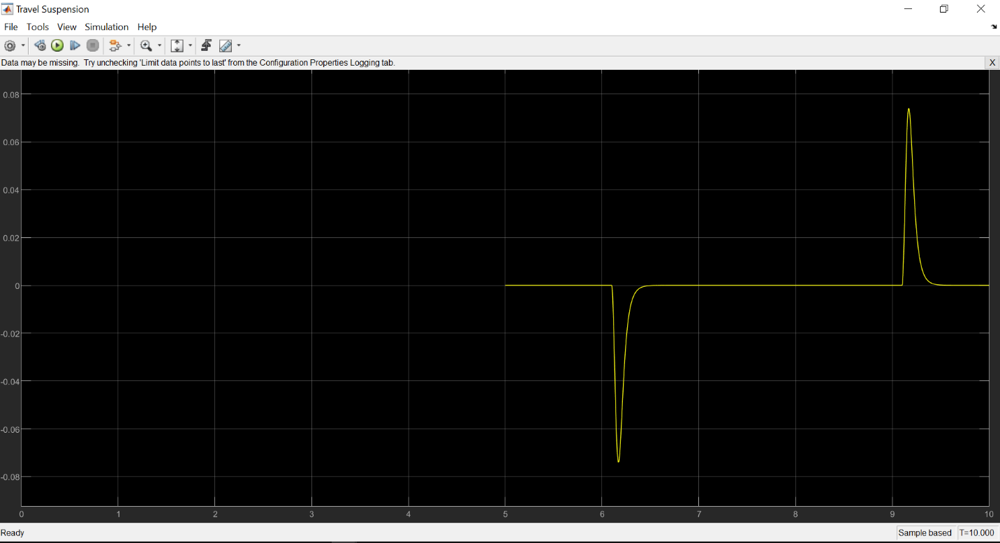 Travel Suspension
File Tools View Simulation Help
Data may be missing. Try unchecking 'Limit data points to last' from the Configuration Properties Logging tab.
X
0.08
0.06
0.04
0.02
0
-0.02
-0.04
-0.06
-0.08
0 1 2 3 4 5 6 7 8 9 10
Ready Sample based T=10.000